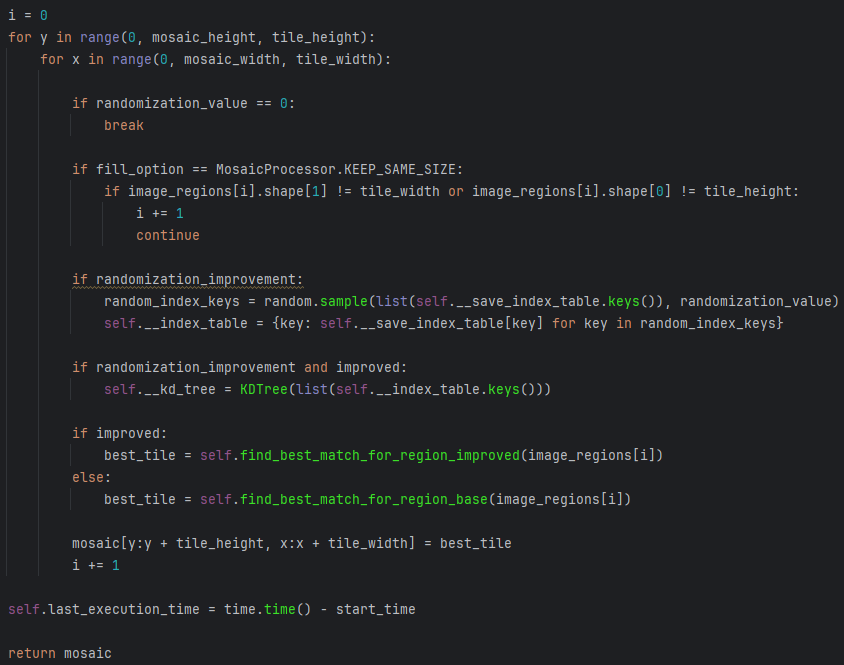 i = 0
for y in range(0, mosaic_height, tile_height):
    for x in range(0, mosaic_width, tile_width):
        if randomization_value == 0:
            break
        if fill_option == MosaicProcessor.KEEP_SAME_SIZE:
            if image_regions[i].shape[1] != tile_width or image_regions[i].shape[0] != tile_height:
                i += 1
                continue
        if randomization_improvement:
            random_index_keys = random.sample(list(self.__save_index_table.keys()), randomization_value)
            self.__index_table = {key: self.__save_index_table[key] for key in random_index_keys}
        if randomization_improvement and improved:
            self.__kd_tree = KDTree(list(self.__index_table.keys()))
        if improved:
            best_tile = self.find_best_match_for_region_improved(image_regions[i])
        else:
            best_tile = self.find_best_match_for_region_base(image_regions[i])
        mosaic[y:y + tile_height, x:x + tile_width] = best_tile
        i += 1
self.last_execution_time = time.time() - start_time
return mosaic